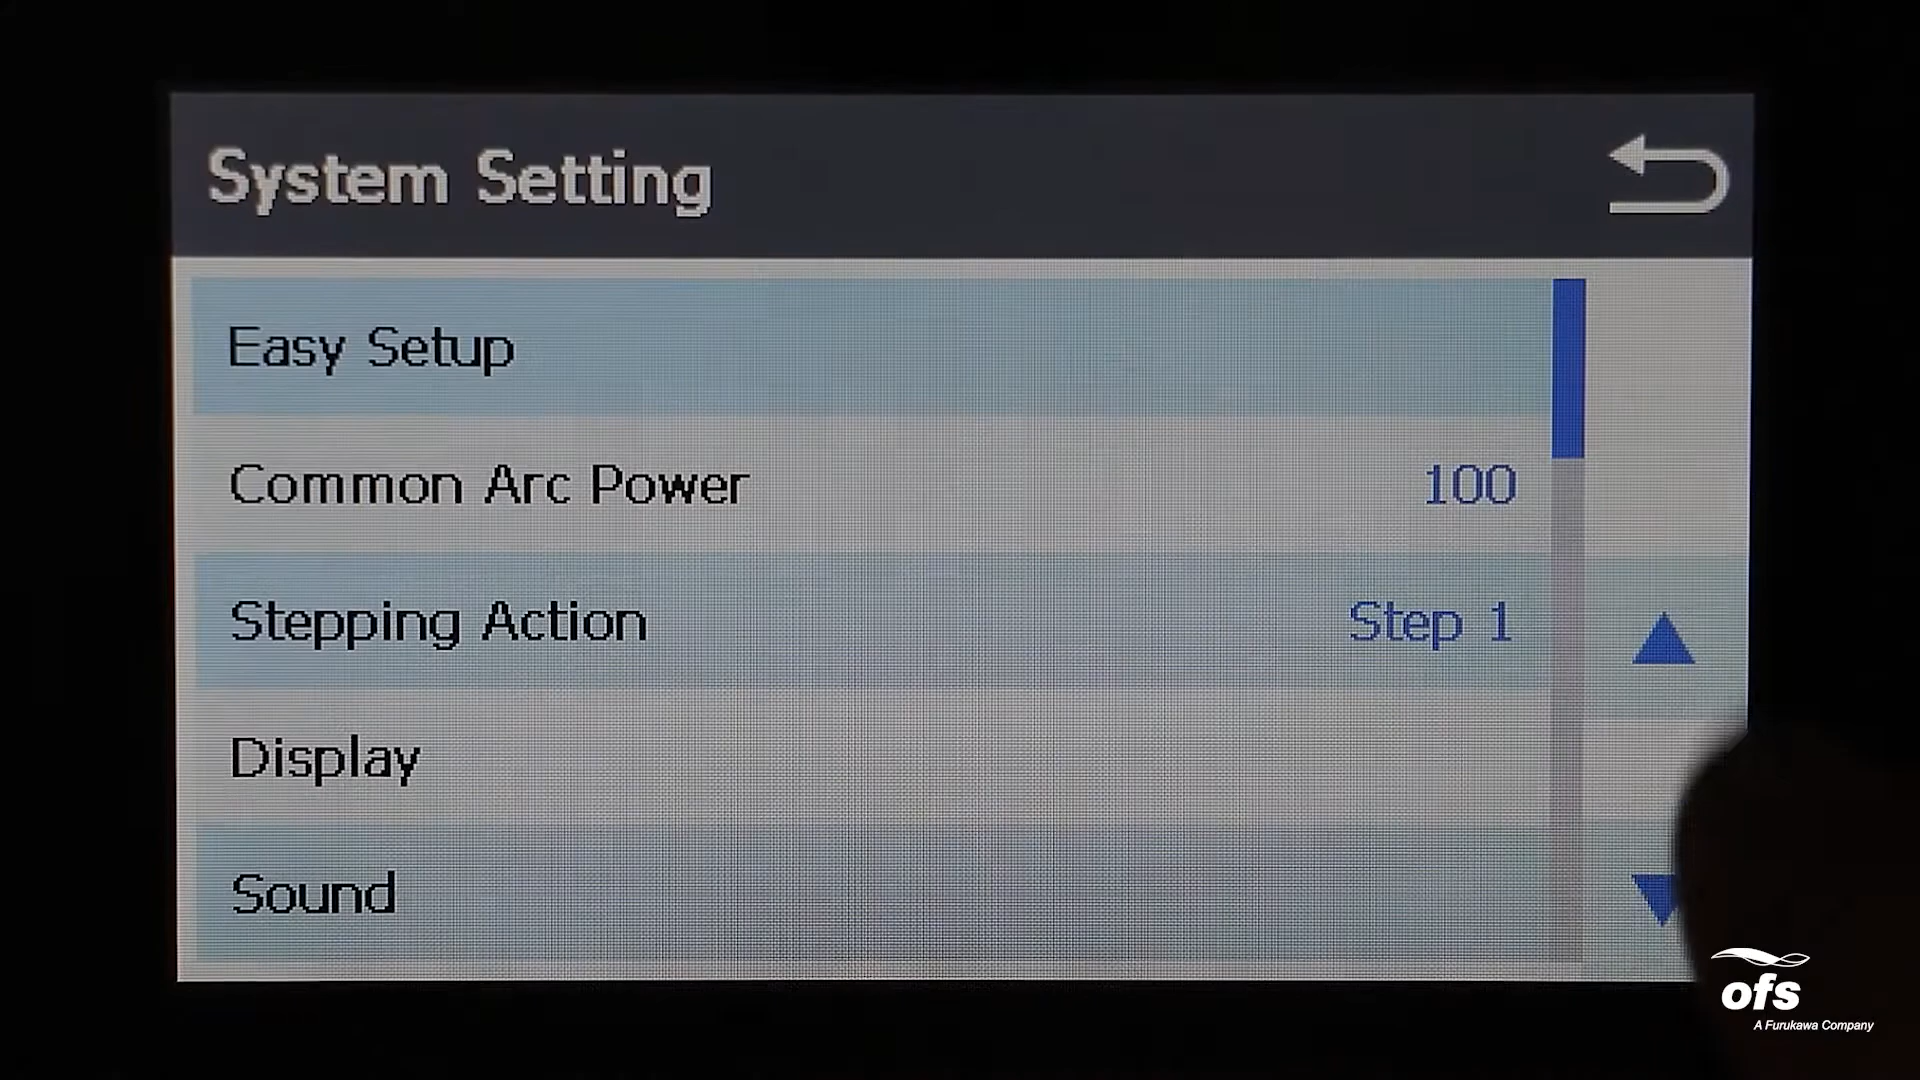 System Setting
Easy Setup
Common Arc Power 100
Stepping Action Step 1
Display
Sound
ofs
A Furukawa Company